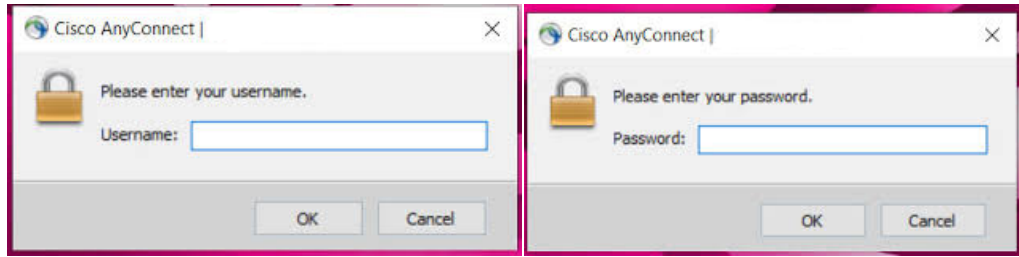 Cisco AnyConnect |
Please enter your username.
Username:
OK Cancel
Cisco AnyConnect |
Please enter your password.
Password:
OK Cancel